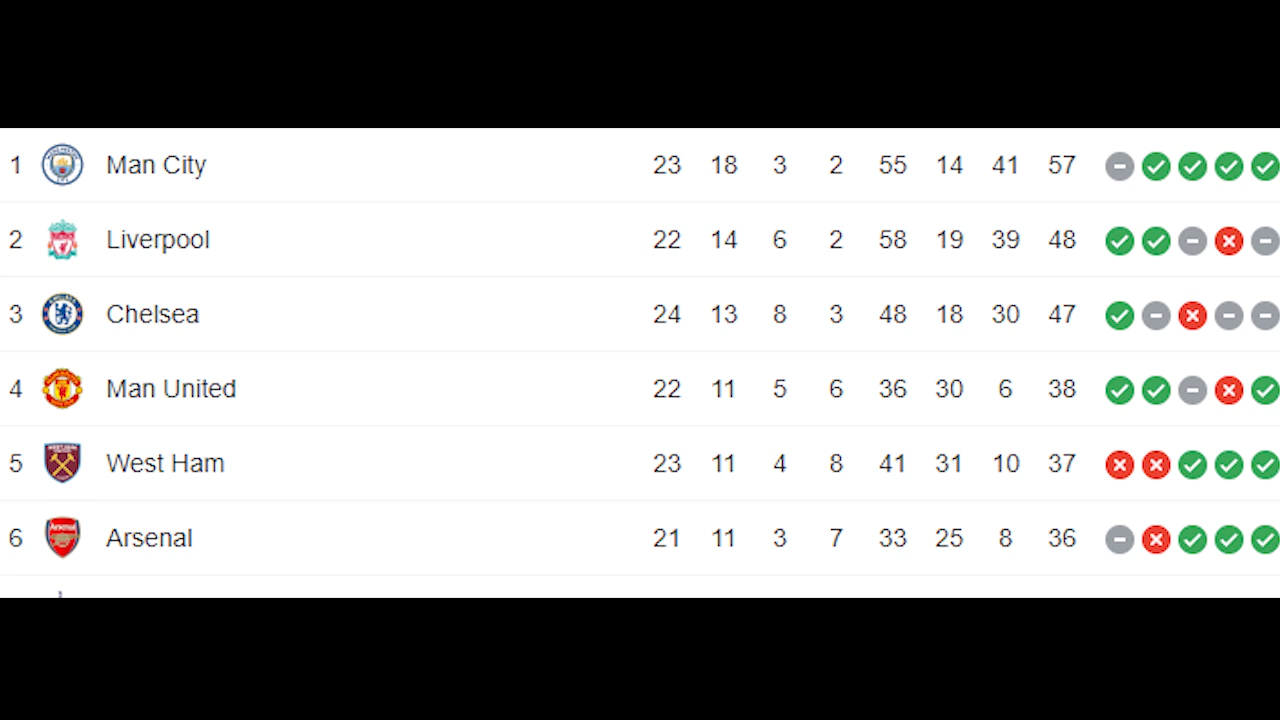 1 Man City 23 18 3 2 55 14 41 57
2 Liverpool 22 14 6 2 58 19 39 48
3 Chelsea 24 13 8 3 48 18 30 47
4 Man United 22 11 5 6 36 30 6 38
5 West Ham 23 11 4 8 41 31 10 37
6 Arsenal 21 11 3 7 33 25 8 36